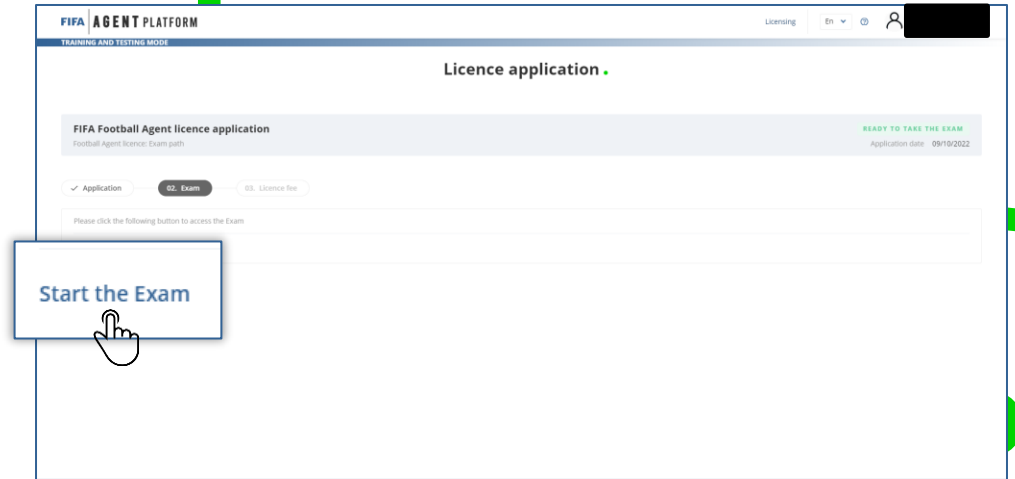 FIFA AGENT PLATFORM
Licensing
En
TRAINING AND TESTING MODE
Licence application.
FIFA Football Agent licence application
READY TO TAKE THE EXAM
Football Agent licence: Exam path
Application date 09/10/2022
Application
02. Exam
03. Licence fee
Please click the following button to access the Exam
Start the Exam